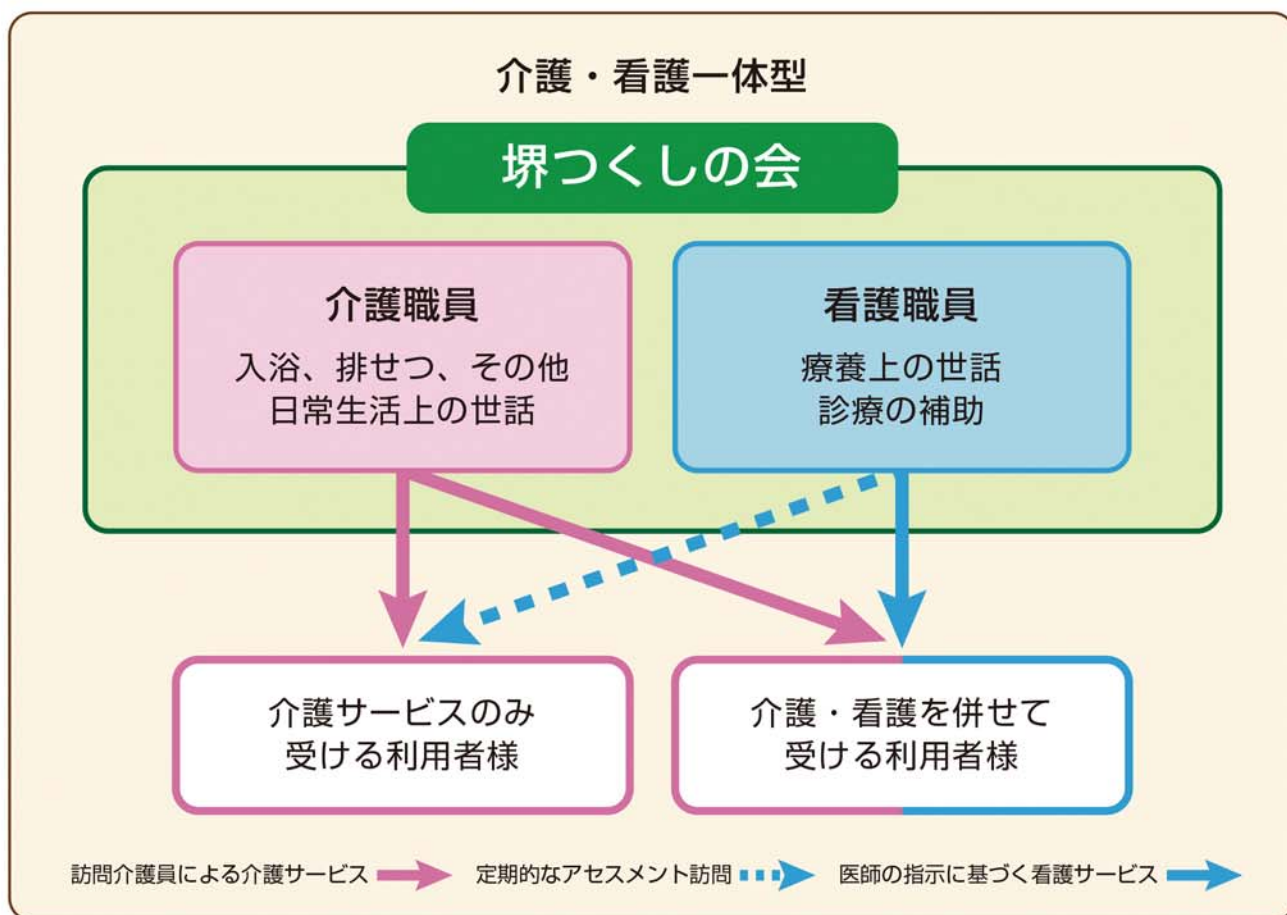 介護・看護一体型
堺つくしの会
介護職員
入浴、排せつ、その他
日常生活上の世話
看護職員
療養上の世話
診療の補助
介護サービスのみ
受ける利用者様
介護・看護を併せて
受ける利用者様
訪問介護員による介護サービス
定期的なアセスメント訪問
医師の指示に基づく看護サービス